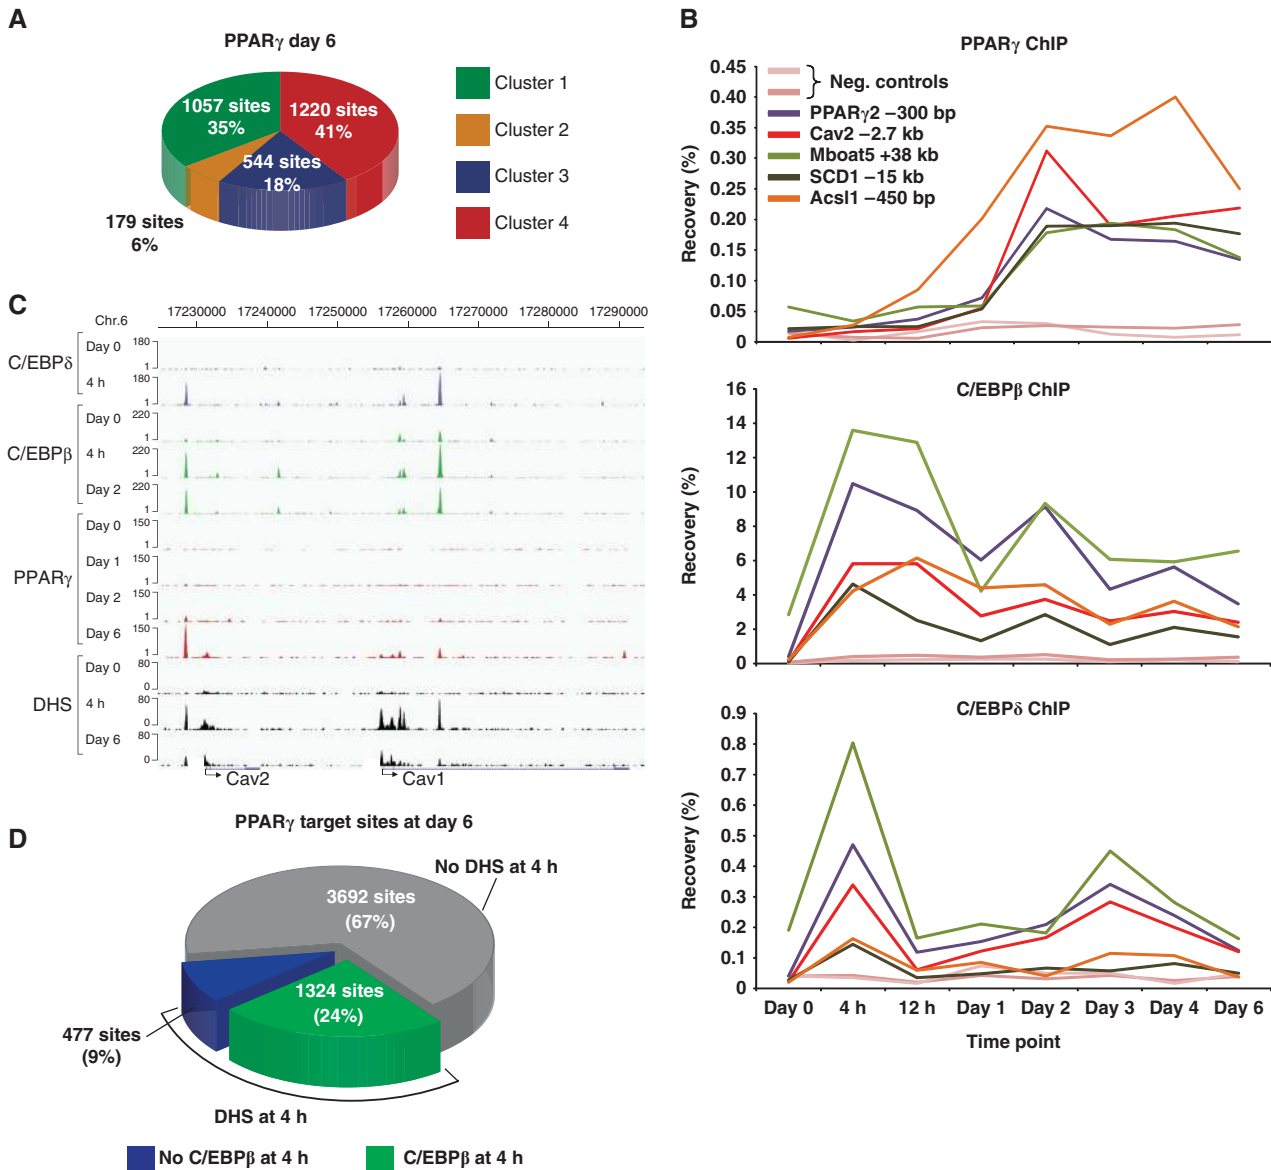 A
PPARγ day 6
1057 sites
35%
1220 sites
41%
544 sites
18%
179 sites
6%
Cluster 1
Cluster 2
Cluster 3
Cluster 4
B
PPARγ ChIP
Recovery (%)
0.45
0.40
0.35
0.30
0.25
0.20
0.15
0.10
0.05
0
Neg. controls
PPARγ2 –300 bp
Cav2 –2.7 kb
Mboat5 +38 kb
SCD1 –15 kb
Acsl1 –450 bp
C/EBPβ ChIP
Recovery (%)
16
14
12
10
8
6
4
2
0
C/EBPδ ChIP
Recovery (%)
0.9
0.8
0.7
0.6
0.5
0.4
0.3
0.2
0.1
0
Day 0 4 h 12 h Day 1 Day 2 Day 3 Day 4 Day 6
Time point
C
Chr.6
17230000 17240000 17250000 17260000 17270000 17280000 17290000
C/EBPδ
Day 0 180
1
4 h 180
1
C/EBPβ
Day 0 220
1
4 h 220
1
Day 2 220
1
PPARγ
Day 0 150
1
Day 1 150
1
Day 2 150
1
Day 6 150
1
DHS
Day 0 80
0
4 h 80
0
Day 6 80
0
Cav2
Cav1
D
PPARγ target sites at day 6
No DHS at 4 h
3692 sites
(67%)
1324 sites
(24%)
477 sites
(9%)
DHS at 4 h
No C/EBPβ at 4 h
C/EBPβ at 4 h